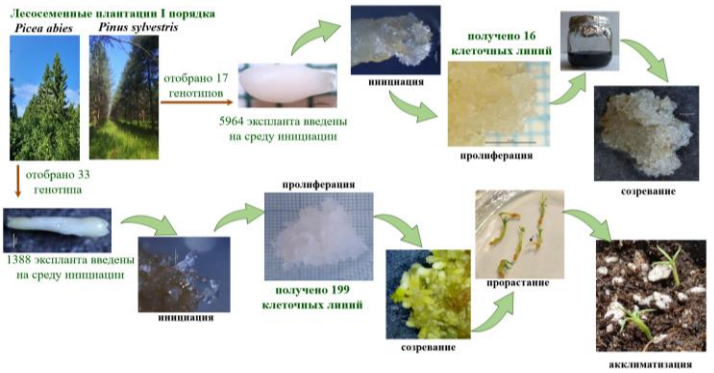 Лесосеменные плантации I порядка
Picea abies
Pinus sylvestris
отобрано 17
генотипов
5964 экспланта введены
на среду инициации
инициация
получено 16
клеточных линий
пролиферация
созревание
отобрано 33
генотипа
1388 экспланта введены
на среду инициации
инициация
пролиферация
получено 199
клеточных линий
созревание
прорастание
акклиматизация